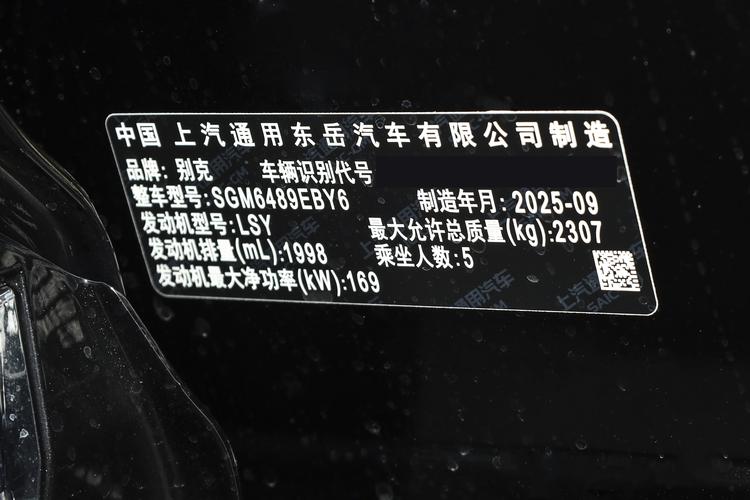 中国 上汽通用东岳汽车有限公司制造
品牌: 别克 车辆识别代号
整车型号:SGM6489EBY6 制造年月: 2025-09
发动机型号:LSY 最大允许总质量(kg):2307
发动机排量(mL):1998 乘坐人数:5
发动机最大净功率(kW):169